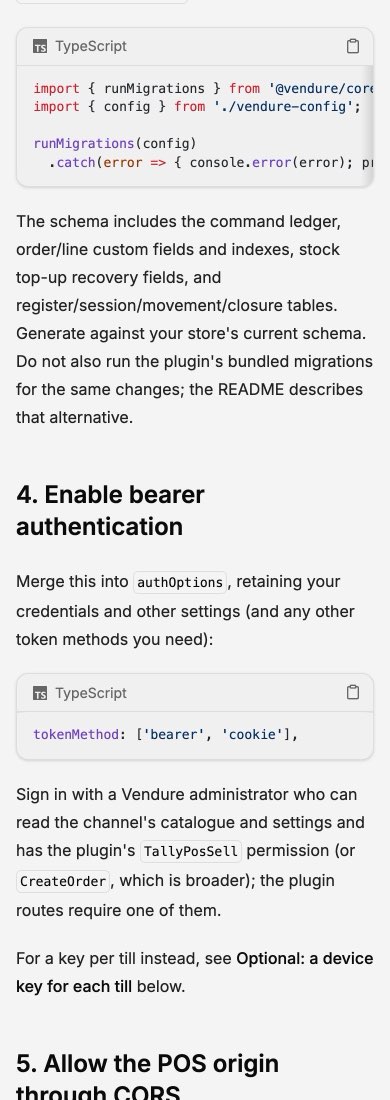 TS TypeScript
import { runMigrations } from '@vendure/core
import { config } from './vendure-config';
runMigrations(config)
.catch(error => { console.error(error); pr
The schema includes the command ledger,
order/line custom fields and indexes, stock
top-up recovery fields, and
register/session/movement/closure tables.
Generate against your store's current schema.
Do not also run the plugin's bundled migrations
for the same changes; the README describes
that alternative.
4. Enable bearer
authentication
Merge this into authOptions, retaining your
credentials and other settings (and any other
token methods you need):
TS TypeScript
tokenMethod: ['bearer', 'cookie'],
Sign in with a Vendure administrator who can
read the channel's catalogue and settings and
has the plugin's TallyPosSell permission (or
CreateOrder, which is broader); the plugin
routes require one of them.
For a key per till instead, see Optional: a device
key for each till below.
5. Allow the POS origin
through CORS